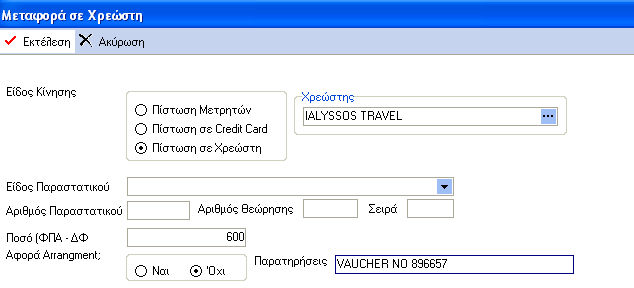 Μεταφορά σε Χρεώστη
Εκτέλεση Ακύρωση
Είδος Κίνησης
Πίστωση Μετρητών
Πίστωση σε Credit Card
Πίστωση σε Χρεώστη
Χρεώστης
IALYSSOS TRAVEL
Είδος Παραστατικού
Αριθμός Παραστατικού Αριθμός Θεώρησης Σειρά
Ποσό (ΦΠΑ - ΔΦ 600
Αφορά Arrangment;
Ναι Όχι
Παρατηρήσεις VAUCHER NO 896657